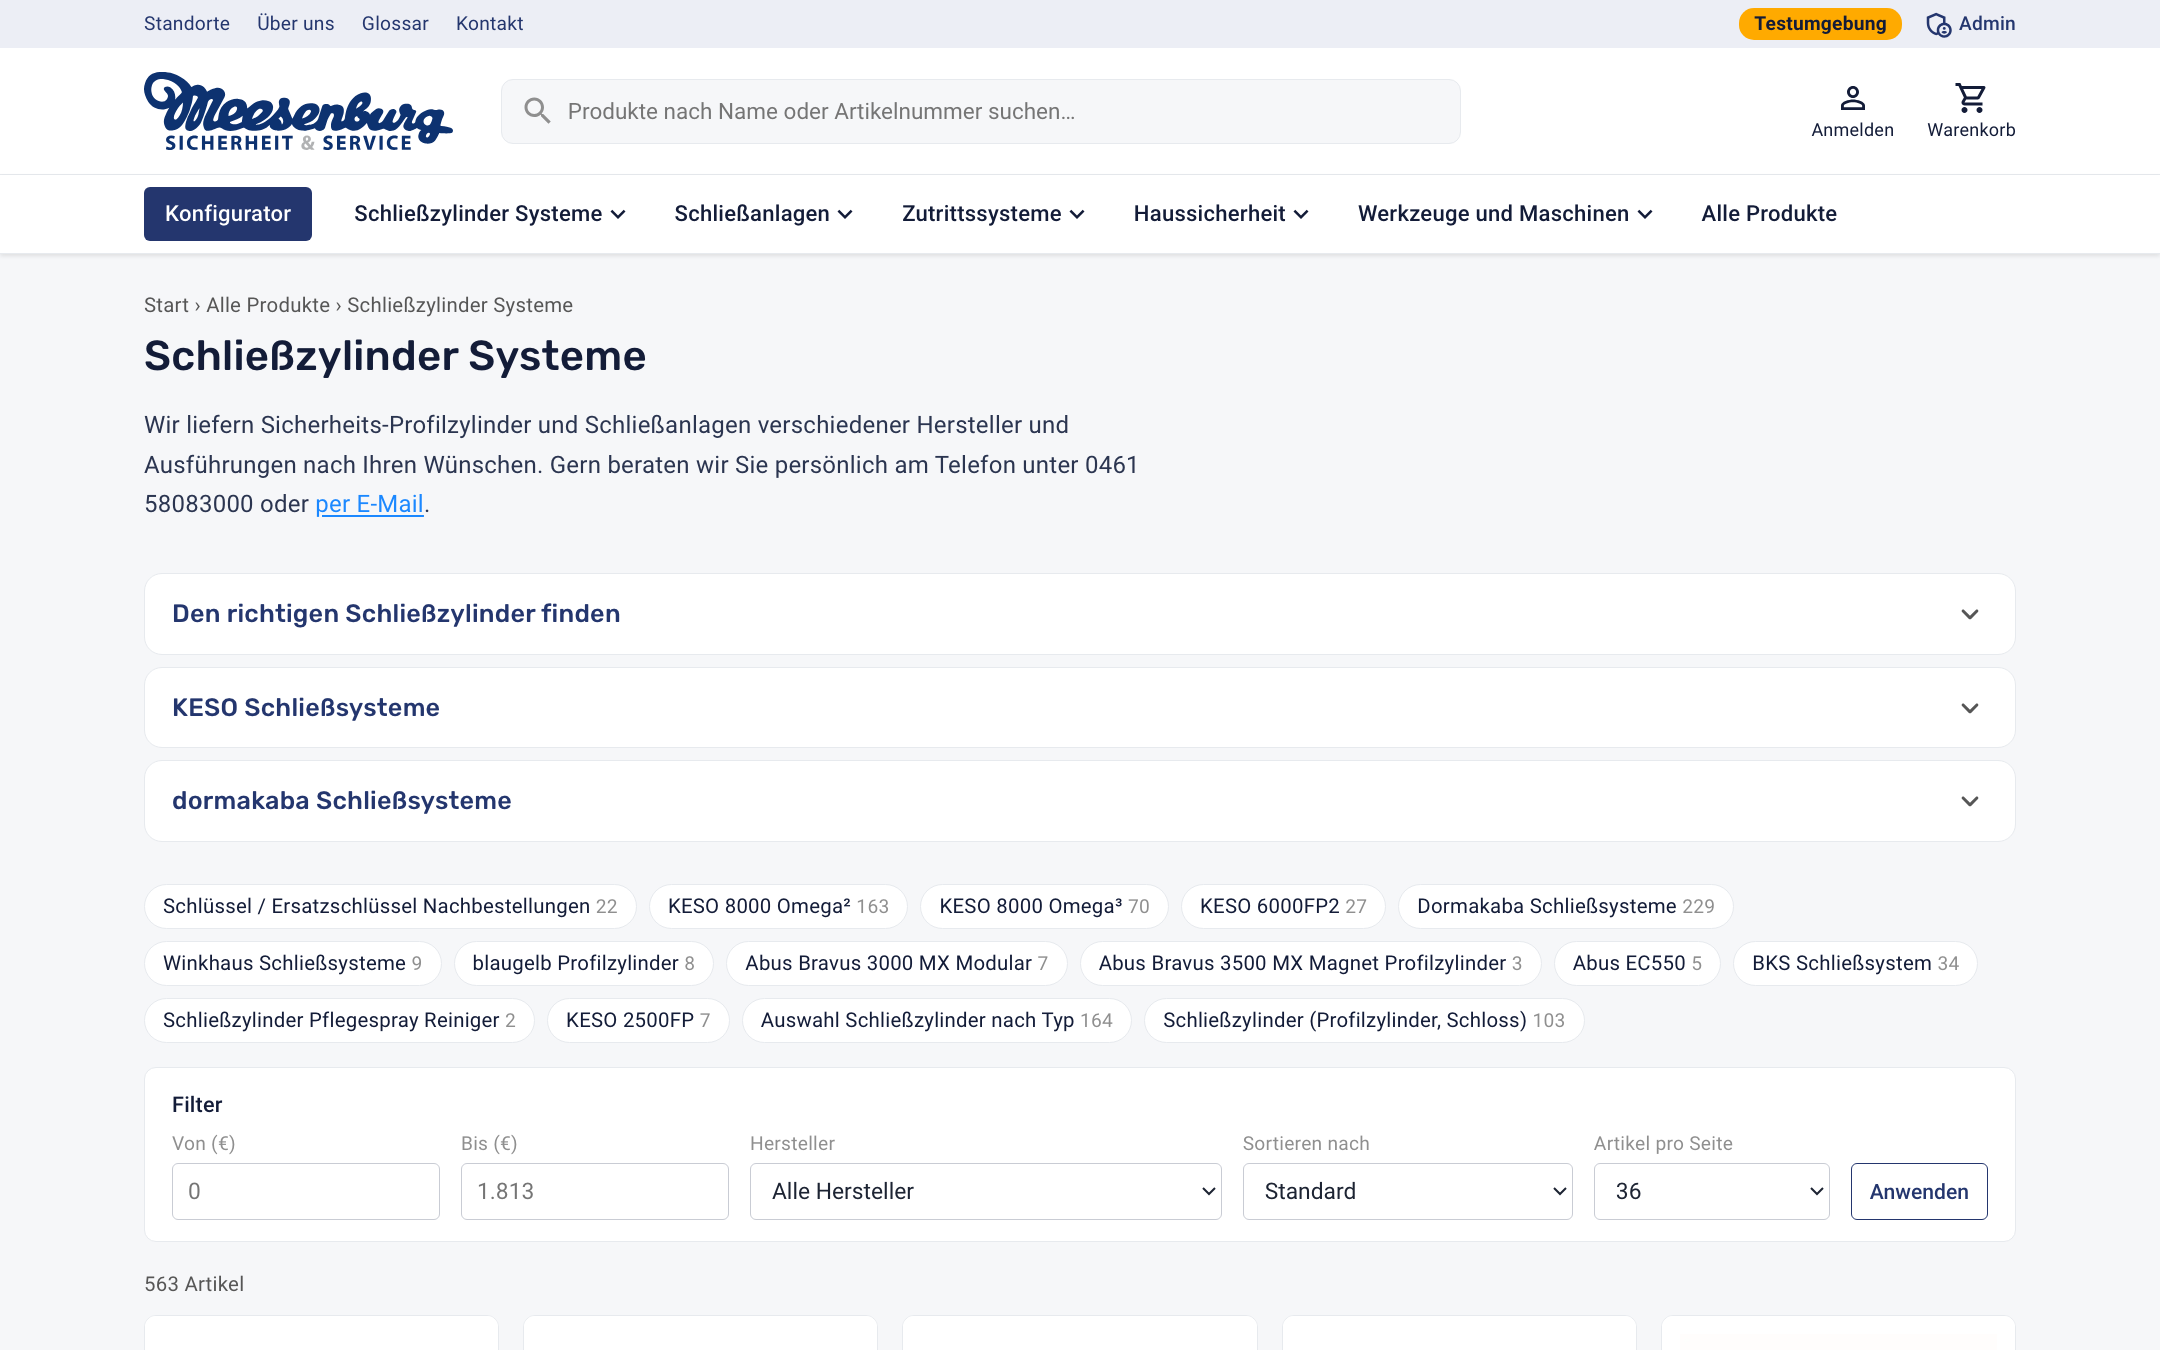 Standorte Über uns Glossar Kontakt Testumgebung Admin
Meesenburg
SICHERHEIT & SERVICE
Produkte nach Name oder Artikelnummer suchen...
Anmelden Warenkorb
Konfigurator Schließzylinder Systeme Schließanlagen Zutrittssysteme Haussicherheit Werkzeuge und Maschinen Alle Produkte
Start › Alle Produkte › Schließzylinder Systeme
Schließzylinder Systeme
Wir liefern Sicherheits-Profilzylinder und Schließanlagen verschiedener Hersteller und
Ausführungen nach Ihren Wünschen. Gern beraten wir Sie persönlich am Telefon unter 0461
58083000 oder per E-Mail.
Den richtigen Schließzylinder finden
KESO Schließsysteme
dormakaba Schließsysteme
Schlüssel / Ersatzschlüssel Nachbestellungen 22 KESO 8000 Omega² 163 KESO 8000 Omega³ 70 KESO 6000FP2 27 Dormakaba Schließsysteme 229
Winkhaus Schließsysteme 9 blaugelb Profilzylinder 8 Abus Bravus 3000 MX Modular 7 Abus Bravus 3500 MX Magnet Profilzylinder 3 Abus EC550 5 BKS Schließsystem 34
Schließzylinder Pflegespray Reiniger 2 KESO 2500FP 7 Auswahl Schließzylinder nach Typ 164 Schließzylinder (Profilzylinder, Schloss) 103
Filter
Von (€) Bis (€) Hersteller Sortieren nach Artikel pro Seite
0 1.813 Alle Hersteller Standard 36 Anwenden
563 Artikel